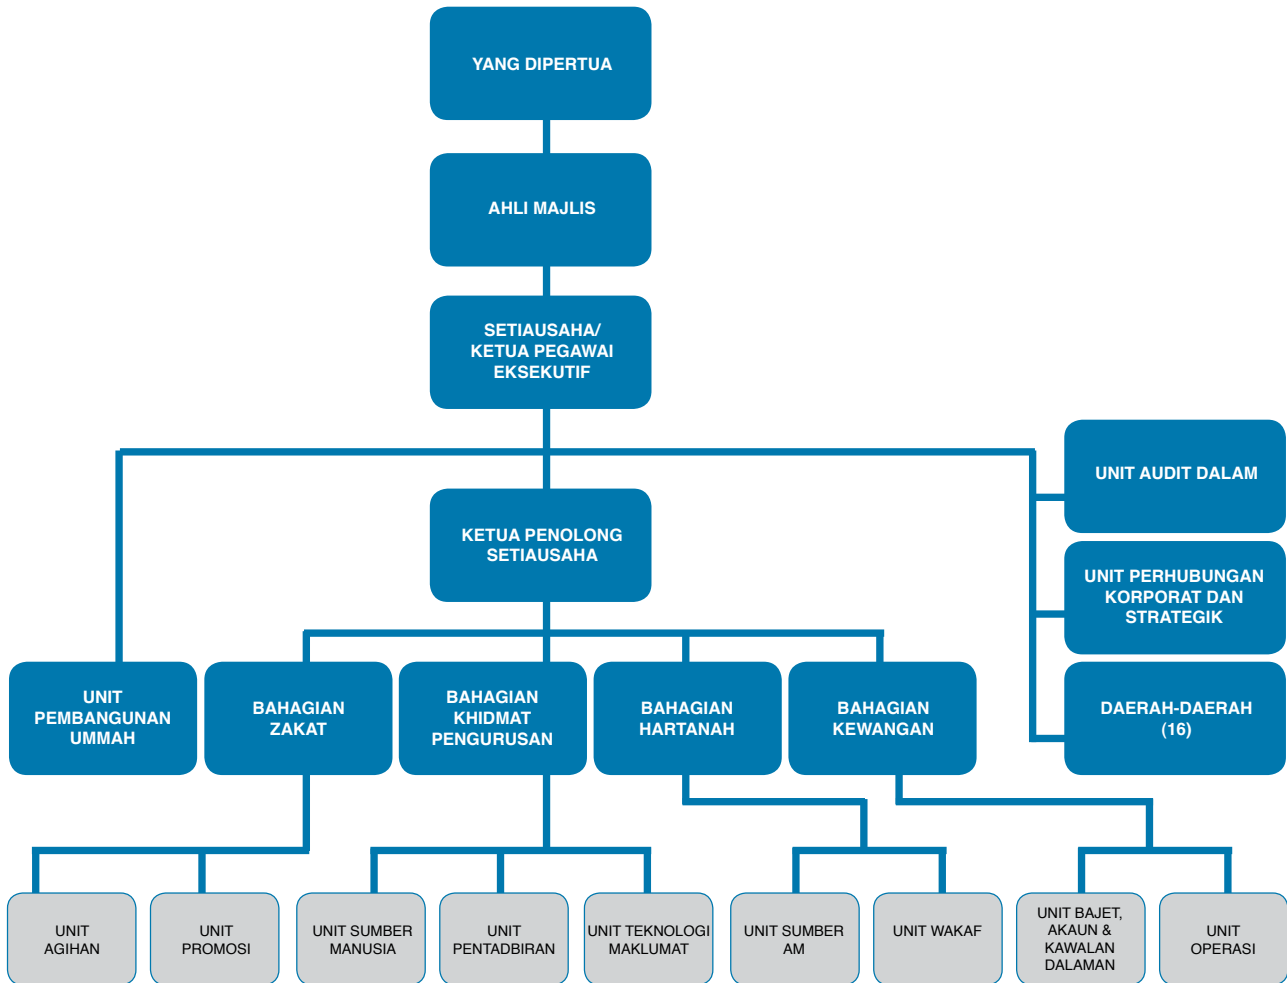 YANG DIPERTUA
AHLI MAJLIS
SETIAUSAHA/
KETUA PEGAWAI
EKSEKUTIF
UNIT AUDIT DALAM
KETUA PENOLONG
SETIAUSAHA
UNIT PERHUBUNGAN
KORPORAT DAN
STRATEGIK
UNIT
PEMBANGUNAN
UMMAH
BAHAGIAN
ZAKAT
BAHAGIAN
KHIDMAT
PENGURUSAN
BAHAGIAN
HARTANAH
BAHAGIAN
KEWANGAN
DAERAH-DAERAH
(16)
UNIT
AGIHAN
UNIT
PROMOSI
UNIT SUMBER
MANUSIA
UNIT
PENTADBIRAN
UNIT TEKNOLOGI
MAKLUMAT
UNIT SUMBER
AM
UNIT WAKAF
UNIT BAJET,
AKAUN &
KAWALAN
DALAMAN
UNIT
OPERASI